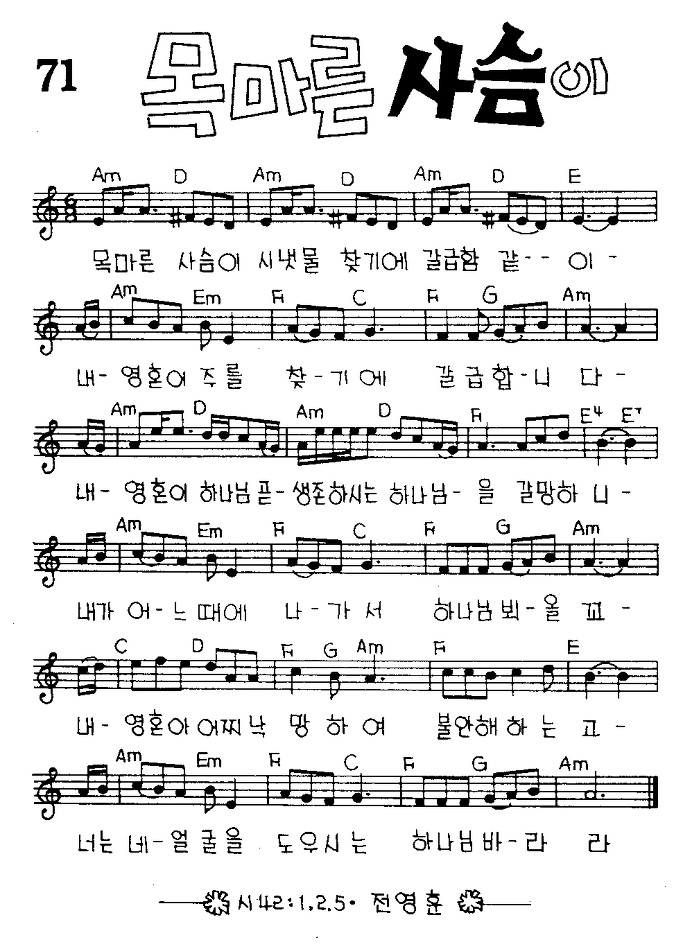 71
목마른 사슴이
Am D Am D Am D E
목마른 사슴이 시냇물 찾기에 갈급함 같-- 이-
Am Em F C F G Am
내- 영혼이 주를 찾-기에 갈급합-니 다-
Am D Am D F E4 E7
내- 영혼이 하나님 곧- 생존하시는 하나님- 을 갈망하 니-
Am Em F C F G Am
내가 어-느 때에 나-가서 하나님 뵈-올 꼬-
C D F G Am F E
내- 영혼아 어찌 낙 망 하 여 불안해 하 는 고-
Am Em F C F G Am
너는 네-얼굴을 도우시는 하나님 바-라 라
시42:1.2.5· 전영훈